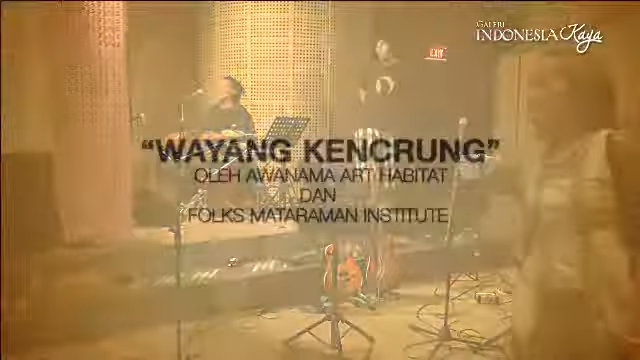 GALERI
INDONESIA Kaya
EXIT
“WAYANG KENCRUNG”
OLEH AWANAMA ART HABITAT
DAN
FOLKS MATARAMAN INSTITUTE